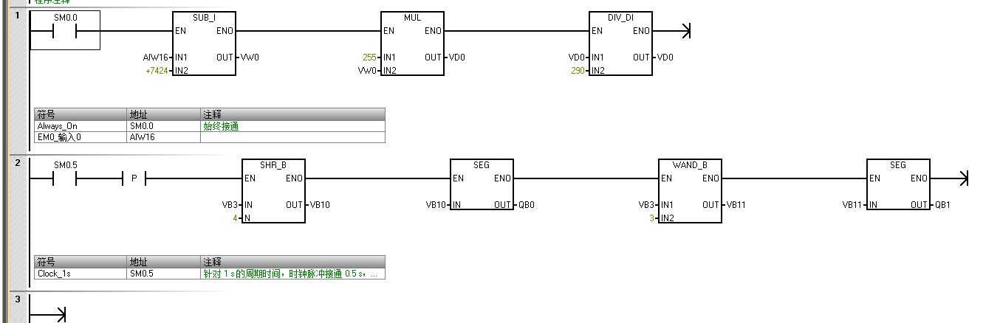 程序注释
1
SM0.0
SUB_I
MUL
DIV_DI
EN ENO
EN ENO
EN ENO
AIW16 IN1 OUT VW0
255 IN1 OUT VD0
VD0 IN1 OUT VD0
+7424 IN2
VW0 IN2
290 IN2
符号 地址 注释
Always_On SM0.0 始终接通
EM0_输入0 AIW16
2
SM0.5
P
SHR_B
SEG
WAND_B
SEG
EN ENO
EN ENO
EN ENO
EN ENO
VB3 IN OUT VB10
VB10 IN OUT QB0
VB3 IN1 OUT VB11
VB11 IN OUT QB1
4 N
3 IN2
符号 地址 注释
Clock_1s SM0.5 针对 1 s 的周期时间，时钟脉冲接通 0.5 s，...
3